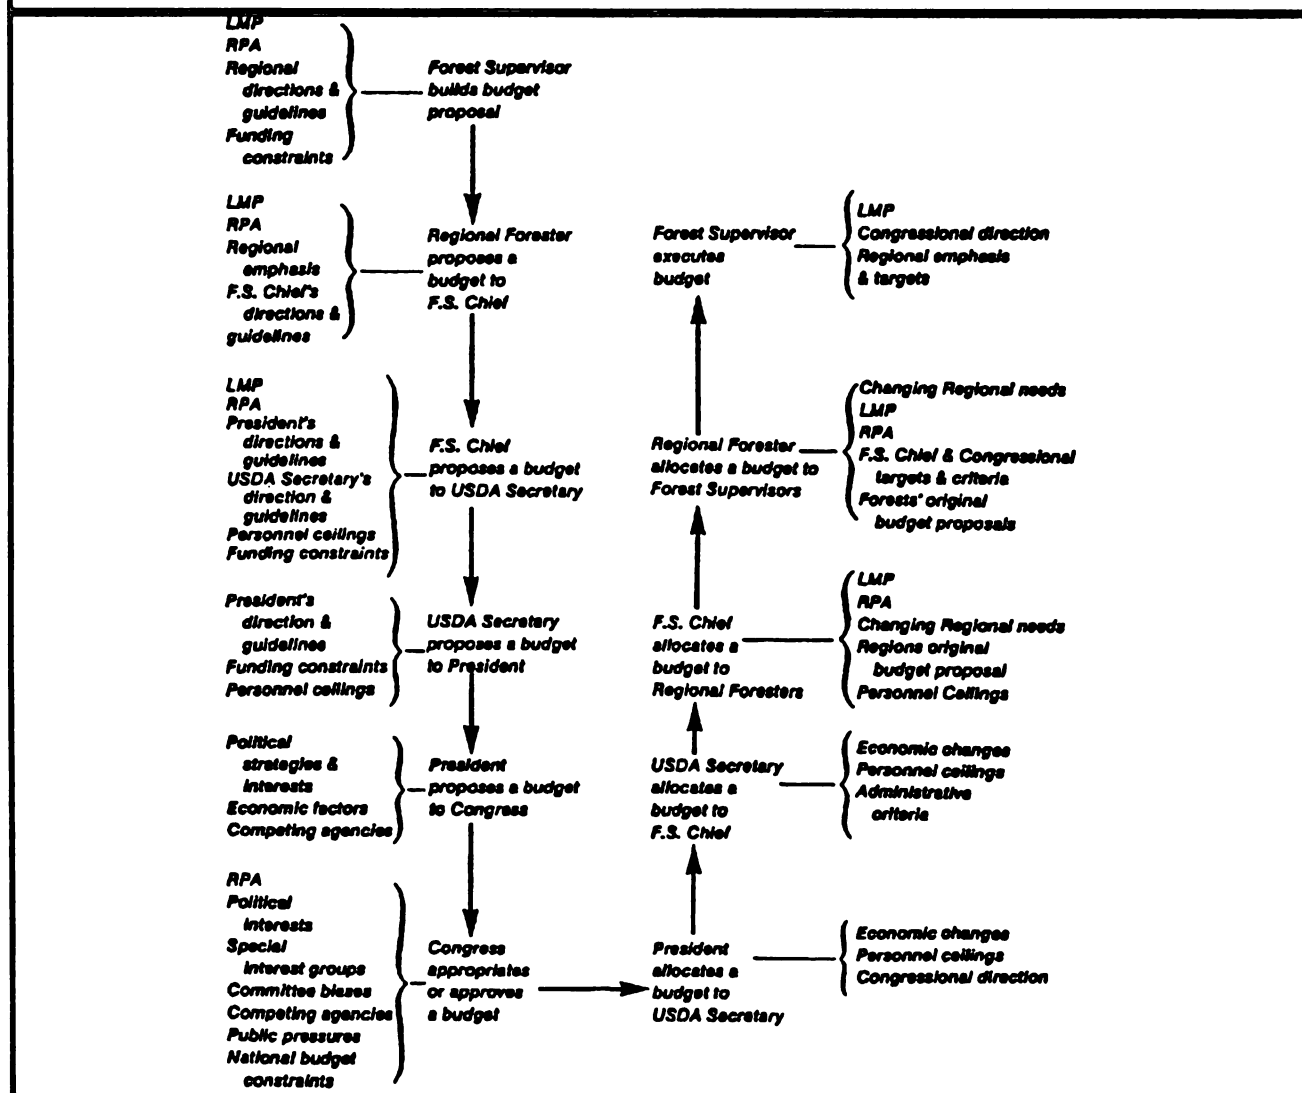 LMP
RPA
Regional
directions &
guidelines
Funding
constraints
Forest Supervisor
builds budget
proposal
LMP
RPA
Regional
emphasis
F.S. Chief's
directions &
guidelines
Regional Forester
proposes a
budget to
F.S. Chief
LMP
RPA
President's
directions &
guidelines
USDA Secretary's
direction &
guidelines
Personnel ceilings
Funding constraints
F.S. Chief
proposes a budget
to USDA Secretary
President's
direction &
guidelines
Funding constraints
Personnel ceilings
USDA Secretary
proposes a budget
to President
Political
strategies &
interests
Economic factors
Competing agencies
President
proposes a budget
to Congress
RPA
Political
interests
Special
interest groups
Committee biases
Competing agencies
Public pressures
National budget
constraints
Congress
appropriates
or approves
a budget
Forest Supervisor
executes
budget
LMP
Congressional direction
Regional emphasis
& targets
Regional Forester
allocates a budget to
Forest Supervisors
Changing Regional needs
LMP
RPA
F.S. Chief & Congressional
targets & criteria
Forests' original
budget proposals
F.S. Chief
allocates a
budget to
Regional Foresters
LMP
RPA
Changing Regional needs
Regions original
budget proposal
Personnel Ceilings
USDA Secretary
allocates a
budget to
F.S. Chief
Economic changes
Personnel ceilings
Administrative
criteria
President
allocates a
budget to
USDA Secretary
Economic changes
Personnel ceilings
Congressional direction